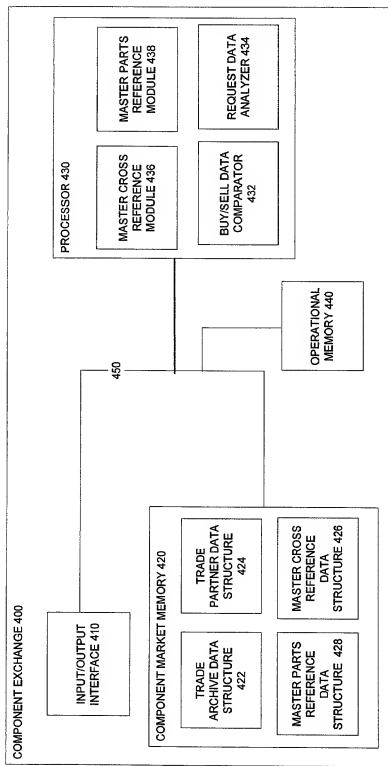 COMPONENT EXCHANGE 400
INPUT/OUTPUT
INTERFACE 410
450
COMPONENT MARKET MEMORY 420
TRADE
ARCHIVE DATA
STRUCTURE
422
TRADE
PARTNER DATA
STRUCTURE
424
MASTER PARTS
REFERENCE
DATA
STRUCTURE 428
MASTER CROSS
REFERENCE
DATA
STRUCTURE 426
OPERATIONAL
MEMORY 440
PROCESSOR 430
MASTER CROSS
REFERENCE
MODULE 436
MASTER PARTS
REFERENCE
MODULE 438
BUY/SELL DATA
COMPARATOR
432
REQUEST DATA
ANALYZER 434